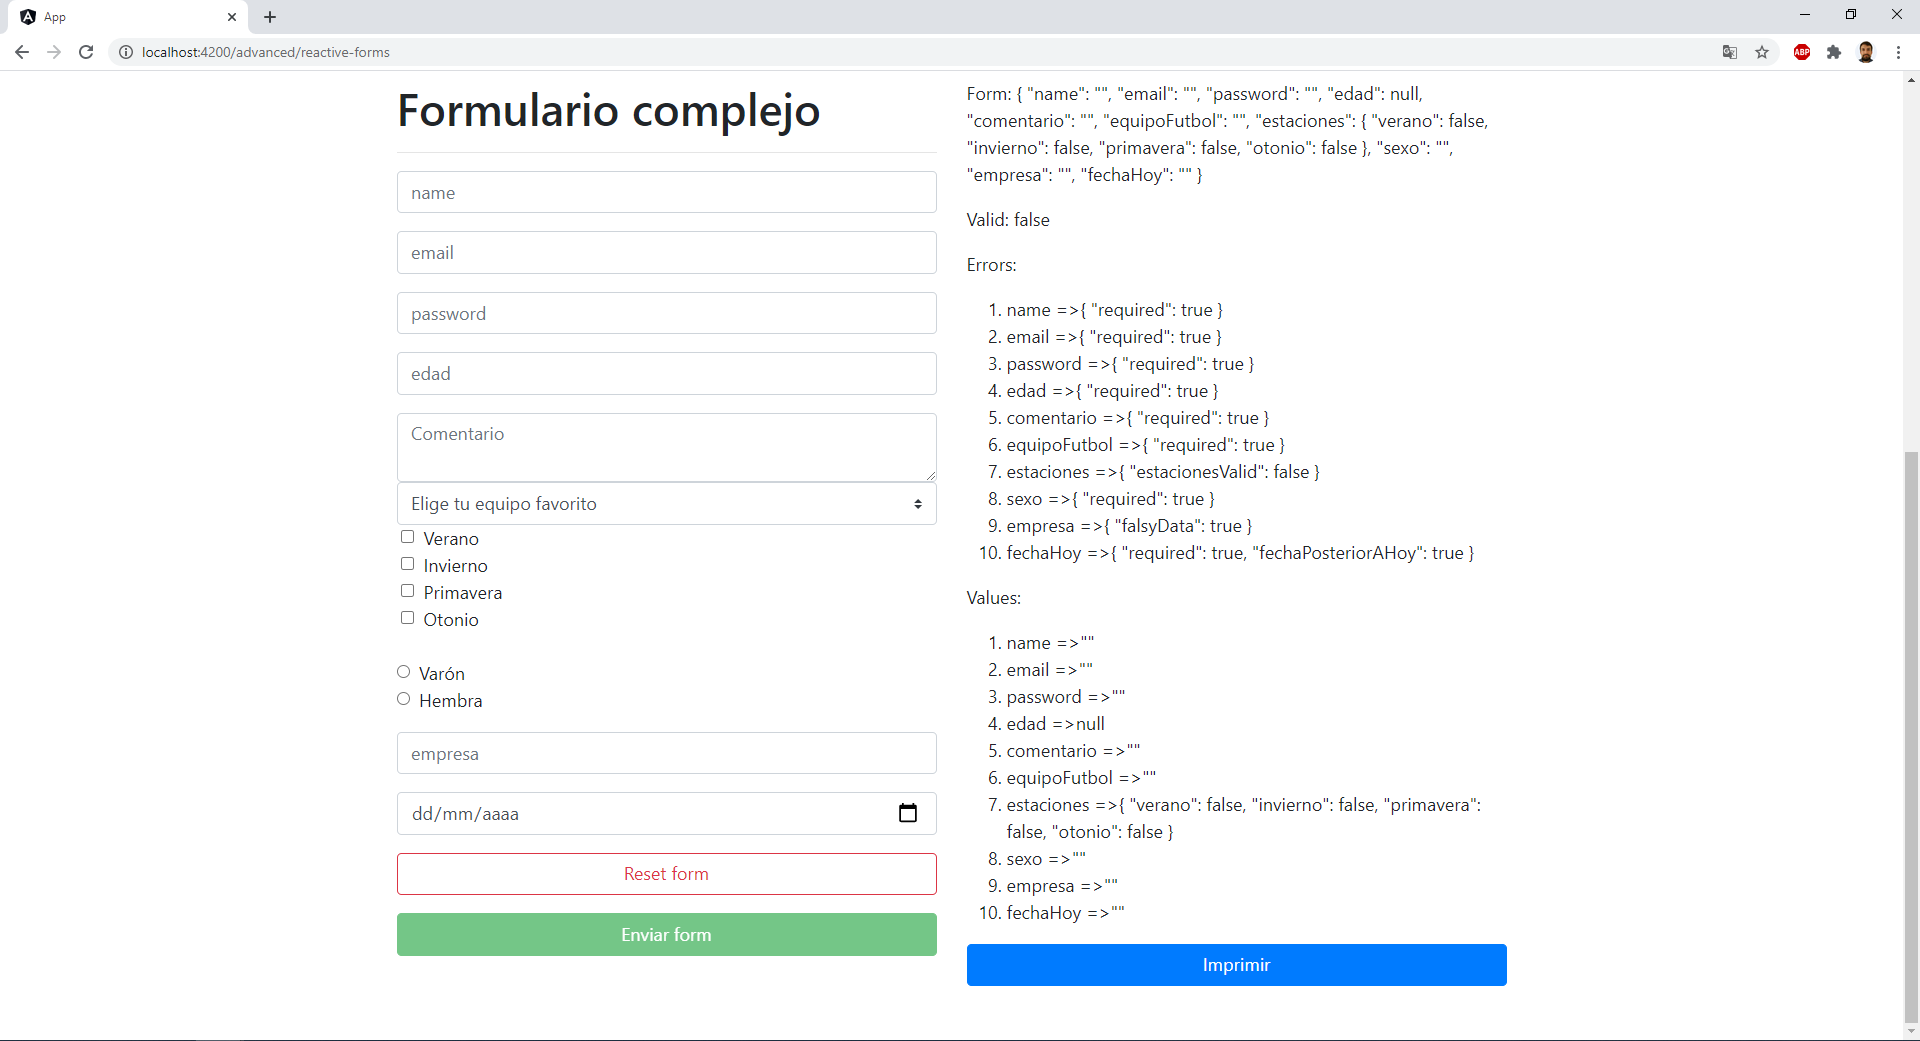 App
localhost:4200/advanced/reactive-forms
ABP
Formulario complejo
name
email
password
edad
Comentario
Elige tu equipo favorito
Verano
Invierno
Primavera
Otonio
Varón
Hembra
empresa
dd/mm/aaaa
Reset form
Enviar form
Form: { "name": "", "email": "", "password": "", "edad": null,
"comentario": "", "equipoFutbol": "", "estaciones": { "verano": false,
"invierno": false, "primavera": false, "otonio": false }, "sexo": "",
"empresa": "", "fechaHoy": "" }
Valid: false
Errors:
1. name =>{ "required": true }
2. email =>{ "required": true }
3. password =>{ "required": true }
4. edad =>{ "required": true }
5. comentario =>{ "required": true }
6. equipoFutbol =>{ "required": true }
7. estaciones =>{ "estacionesValid": false }
8. sexo =>{ "required": true }
9. empresa =>{ "falsyData": true }
10. fechaHoy =>{ "required": true, "fechaPosteriorAHoy": true }
Values:
1. name =>""
2. email =>""
3. password =>""
4. edad =>null
5. comentario =>""
6. equipoFutbol =>""
7. estaciones =>{ "verano": false, "invierno": false, "primavera":
false, "otonio": false }
8. sexo =>""
9. empresa =>""
10. fechaHoy =>""
Imprimir